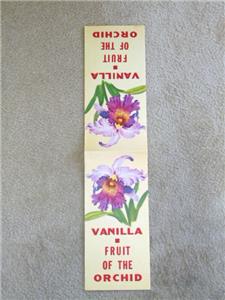 ORCHID
OF THE
FRUIT
VANILLA
VANILLA
FRUIT
OF THE
ORCHID